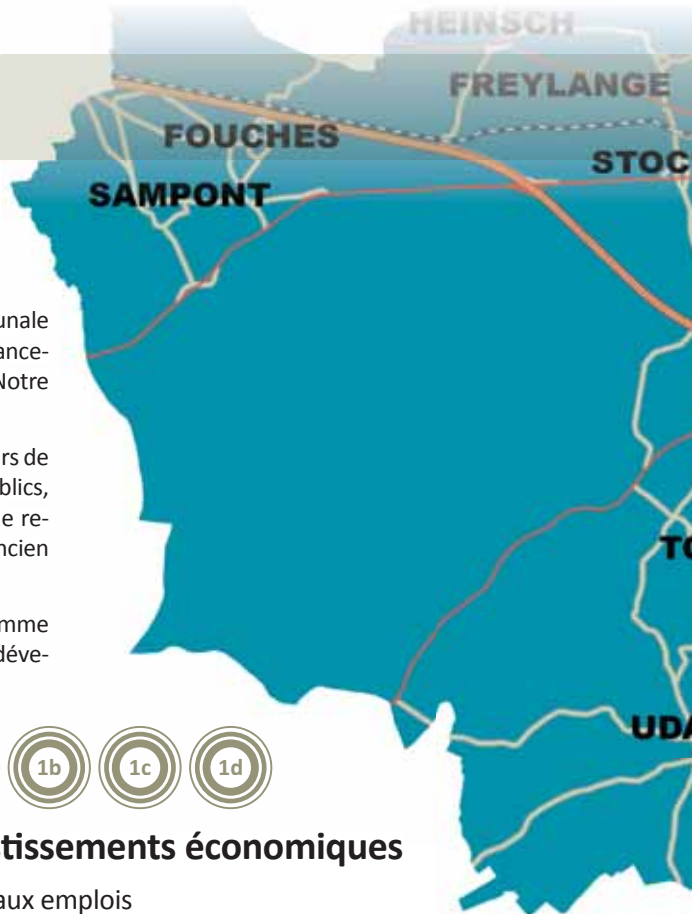 HEINSCH
FREYLANGE
FOUCHES
STOC
SAMPONT
unale
ance-
Notre
rs de
blics,
e re-
ncien
TO
mme
déve-
UDA
1b 1c 1d
tissements économiques
aux emplois